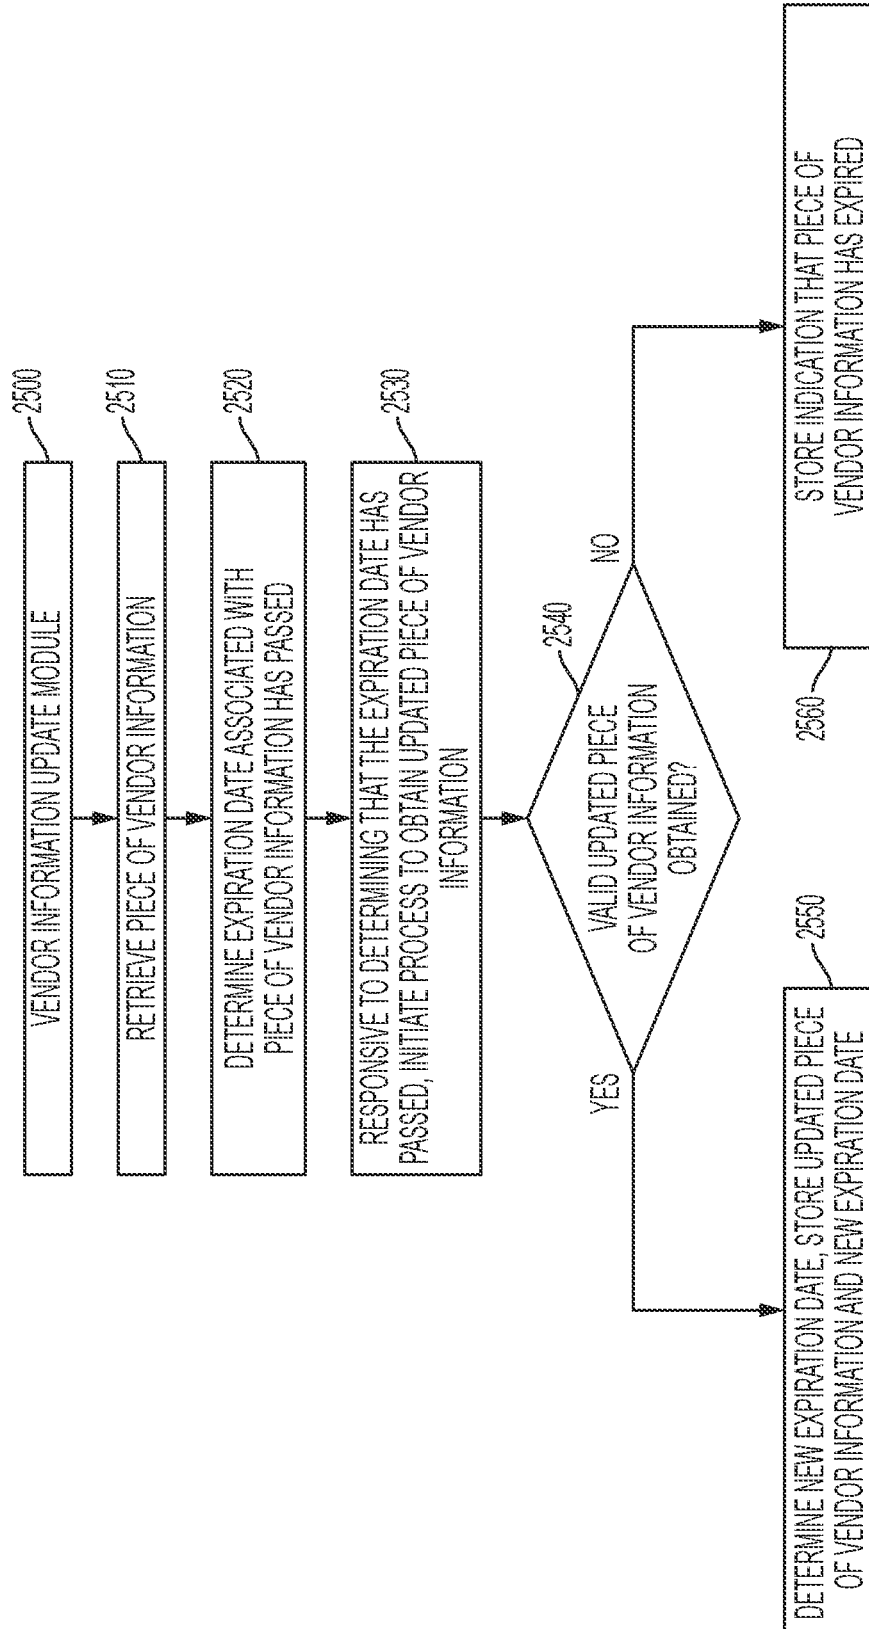 2500
VENDOR INFORMATION UPDATE MODULE
2510
RETRIEVE PIECE OF VENDOR INFORMATION
2520
DETERMINE EXPIRATION DATE ASSOCIATED WITH
PIECE OF VENDOR INFORMATION HAS PASSED
2530
RESPONSIVE TO DETERMINING THAT THE EXPIRATION DATE HAS
PASSED, INITIATE PROCESS TO OBTAIN UPDATED PIECE OF VENDOR
INFORMATION
2540
VALID UPDATED PIECE
OF VENDOR INFORMATION
OBTAINED?
YES
NO
2550
DETERMINE NEW EXPIRATION DATE, STORE UPDATED PIECE
OF VENDOR INFORMATION AND NEW EXPIRATION DATE
2560
STORE INDICATION THAT PIECE OF
VENDOR INFORMATION HAS EXPIRED